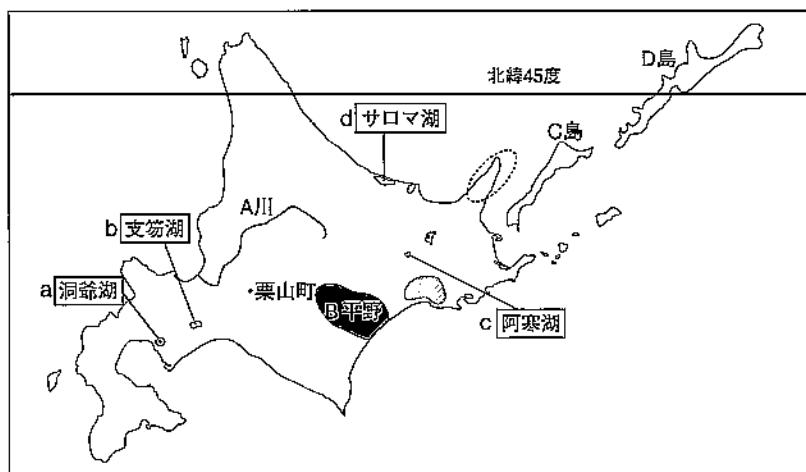 D島
北緯45度
dサロマ湖
C島
A川
b支笏湖
・栗山町
a洞爺湖
B平野
c阿寒湖